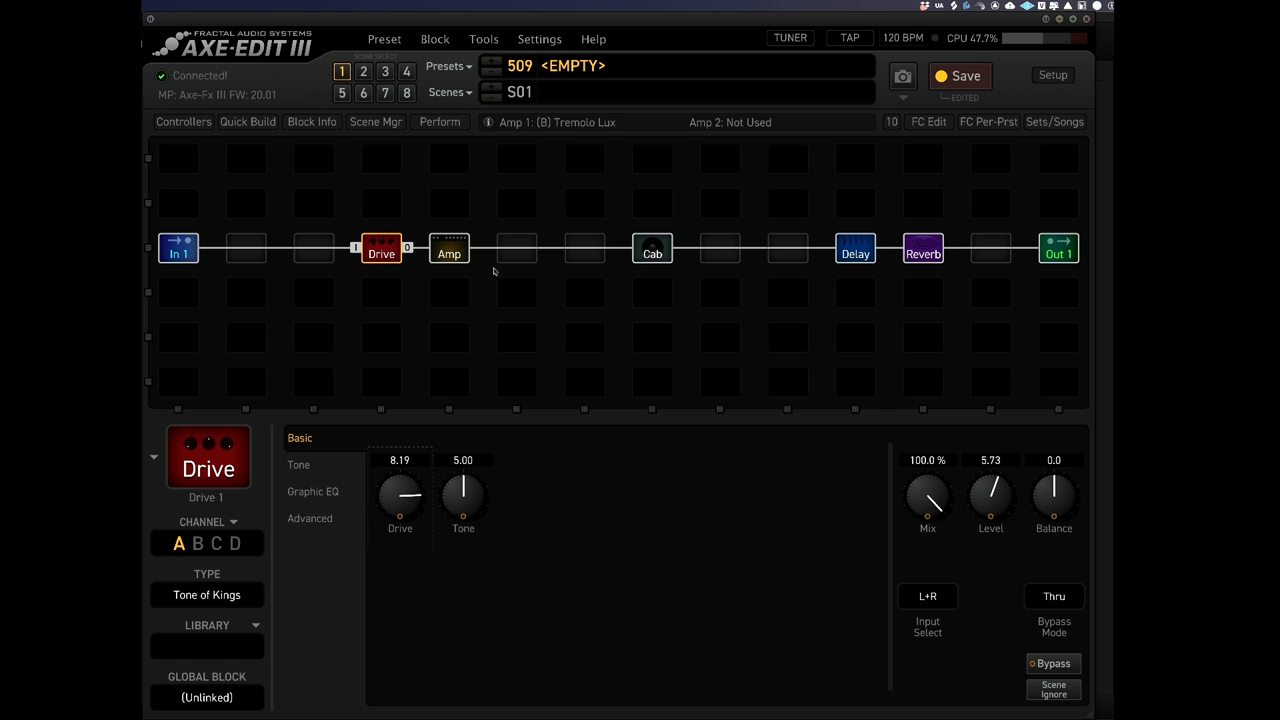 FRACTAL AUDIO SYSTEMS
AXE-EDIT III
Preset Block Tools Settings Help
TUNER TAP 120 BPM CPU 47.7%
Connected!
MP: Axe-Fx III FW: 20.01
SCENE SELECT
1 2 3 4
5 6 7 8
Presets 509 <EMPTY>
Scenes S01
Save
EDITED
Setup
Controllers Quick Build Block Info Scene Mgr Perform Amp 1: (B) Tremolo Lux Amp 2: Not Used 10 FC Edit FC Per-Prst Sets/Songs
In 1 I Drive O Amp Cab Delay Reverb Out 1
Drive
Drive 1
CHANNEL
A B C D
TYPE
Tone of Kings
LIBRARY
GLOBAL BLOCK
(Unlinked)
Basic
Tone
Graphic EQ
Advanced
8.19 5.00
Drive Tone
100.0 % 5.73 0.0
Mix Level Balance
L+R Thru
Input Select
Bypass Mode
Bypass
Scene Ignore